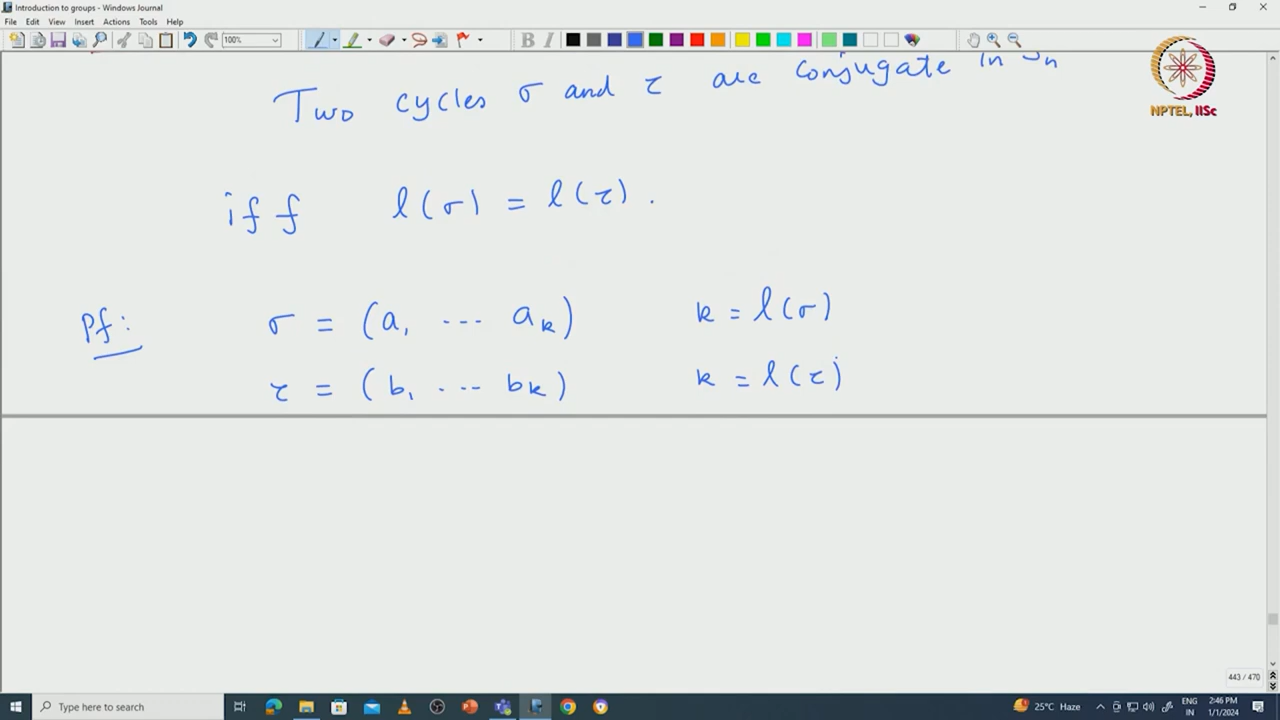 Introduction to groups - Windows Journal
File Edit View Insert Actions Tools Help
100%
B I
NPTEL, IISc
Two cycles σ and τ are conjugate in Sn
iff l(σ) = l(τ).
Pf: σ = (a₁ ... aₖ) k = l(σ)
τ = (b₁ ... bₖ) k = l(τ)
443 / 470
Type here to search
25°C Haze
ENG
IN
2:46 PM
1/1/2024